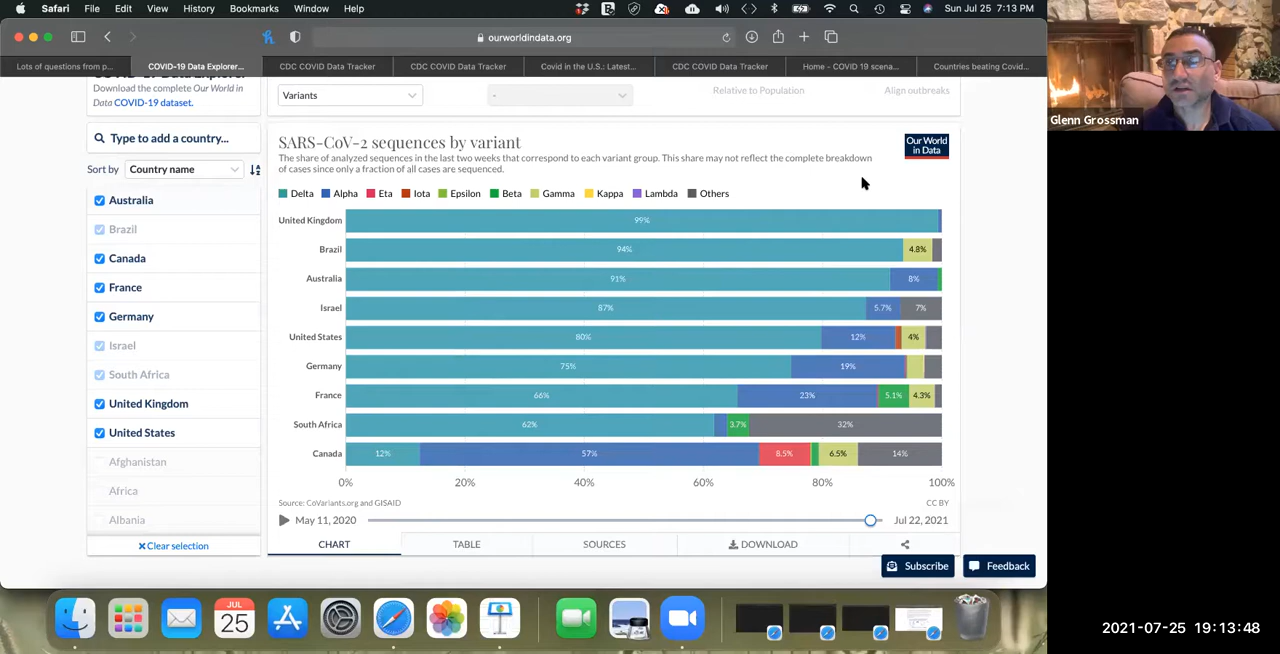 Safari File Edit View History Bookmarks Window Help Sun Jul 25 7:13 PM
ourworldindata.org
Lots of questions from p...
COVID-19 Data Explorer...
CDC COVID Data Tracker
CDC COVID Data Tracker
Covid in the U.S.: Latest...
CDC COVID Data Tracker
Home - COVID 19 scena...
Countries beating Covid...
COVID-19 Data Explorer
Download the complete Our World in
Data COVID-19 dataset.
Type to add a country...
Sort by Country name
Australia
Brazil
Canada
France
Germany
Israel
South Africa
United Kingdom
United States
Afghanistan
Africa
Albania
Clear selection
Variants
-
Relative to Population
Align outbreaks
SARS-CoV-2 sequences by variant
The share of analyzed sequences in the last two weeks that correspond to each variant group. This share may not reflect the complete breakdown
of cases since only a fraction of all cases are sequenced.
Our World
in Data
Delta Alpha Eta Iota Epsilon Beta Gamma Kappa Lambda Others
United Kingdom 99%
Brazil 94% 4.8%
Australia 91% 8%
Israel 87% 5.7% 7%
United States 80% 12% 4%
Germany 75% 19%
France 66% 23% 5.1% 4.3%
South Africa 62% 3.7% 32%
Canada 12% 57% 8.5% 6.5% 14%
0% 20% 40% 60% 80% 100%
Source: CoVariants.org and GISAID
CC BY
May 11, 2020
Jul 22, 2021
CHART
TABLE
SOURCES
DOWNLOAD
Subscribe
Feedback
JUL
25
Glenn Grossman
2021-07-25 19:13:48